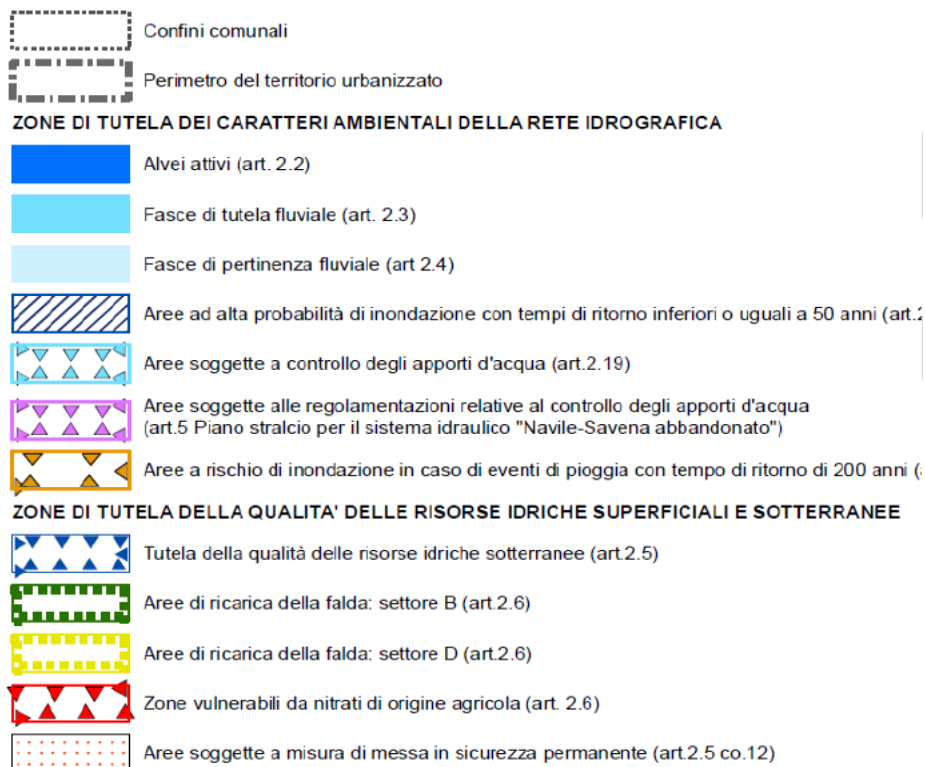 Confini comunali
Perimetro del territorio urbanizzato
ZONE DI TUTELA DEI CARATTERI AMBIENTALI DELLA RETE IDROGRAFICA
Alvei attivi (art. 2.2)
Fasce di tutela fluviale (art. 2.3)
Fasce di pertinenza fluviale (art 2.4)
Aree ad alta probabilità di inondazione con tempi di ritorno inferiori o uguali a 50 anni (art.2
Aree soggette a controllo degli apporti d'acqua (art.2.19)
Aree soggette alle regolamentazioni relative al controllo degli apporti d'acqua
(art.5 Piano stralcio per il sistema idraulico "Navile-Savena abbandonato")
Aree a rischio di inondazione in caso di eventi di pioggia con tempo di ritorno di 200 anni (
ZONE DI TUTELA DELLA QUALITA' DELLE RISORSE IDRICHE SUPERFICIALI E SOTTERRANEE
Tutela della qualità delle risorse idriche sotterranee (art.2.5)
Aree di ricarica della falda: settore B (art.2.6)
Aree di ricarica della falda: settore D (art.2.6)
Zone vulnerabili da nitrati di origine agricola (art. 2.6)
Aree soggette a misura di messa in sicurezza permanente (art.2.5 co.12)